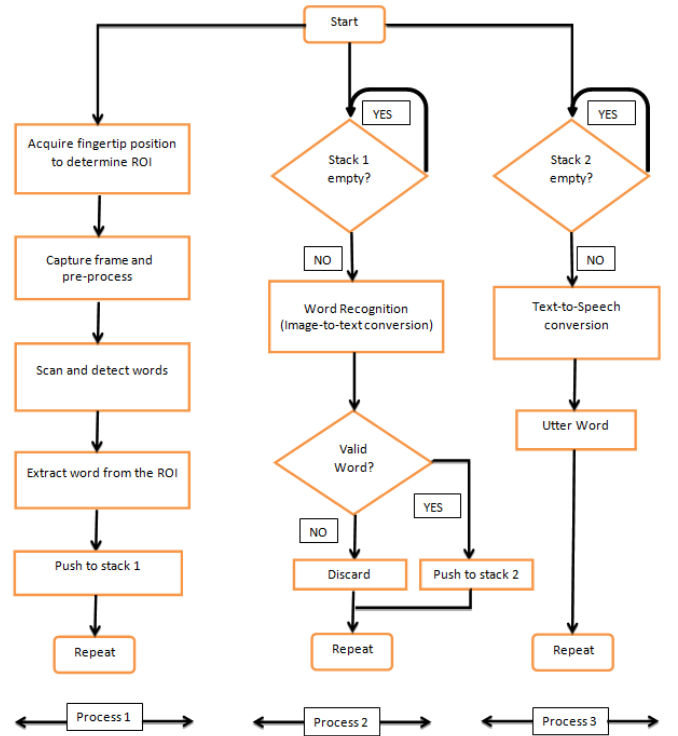 Start
Acquire fingertip position
to determine ROI
Capture frame and
pre-process
Scan and detect words
Extract word from the ROI
Push to stack 1
Repeat
Process 1
YES
Stack 1
empty?
NO
Word Recognition
(Image-to-text conversion)
Valid
Word?
YES
NO
Discard
Push to stack 2
Repeat
Process 2
YES
Stack 2
empty?
NO
Text-to-Speech
conversion
Utter Word
Repeat
Process 3